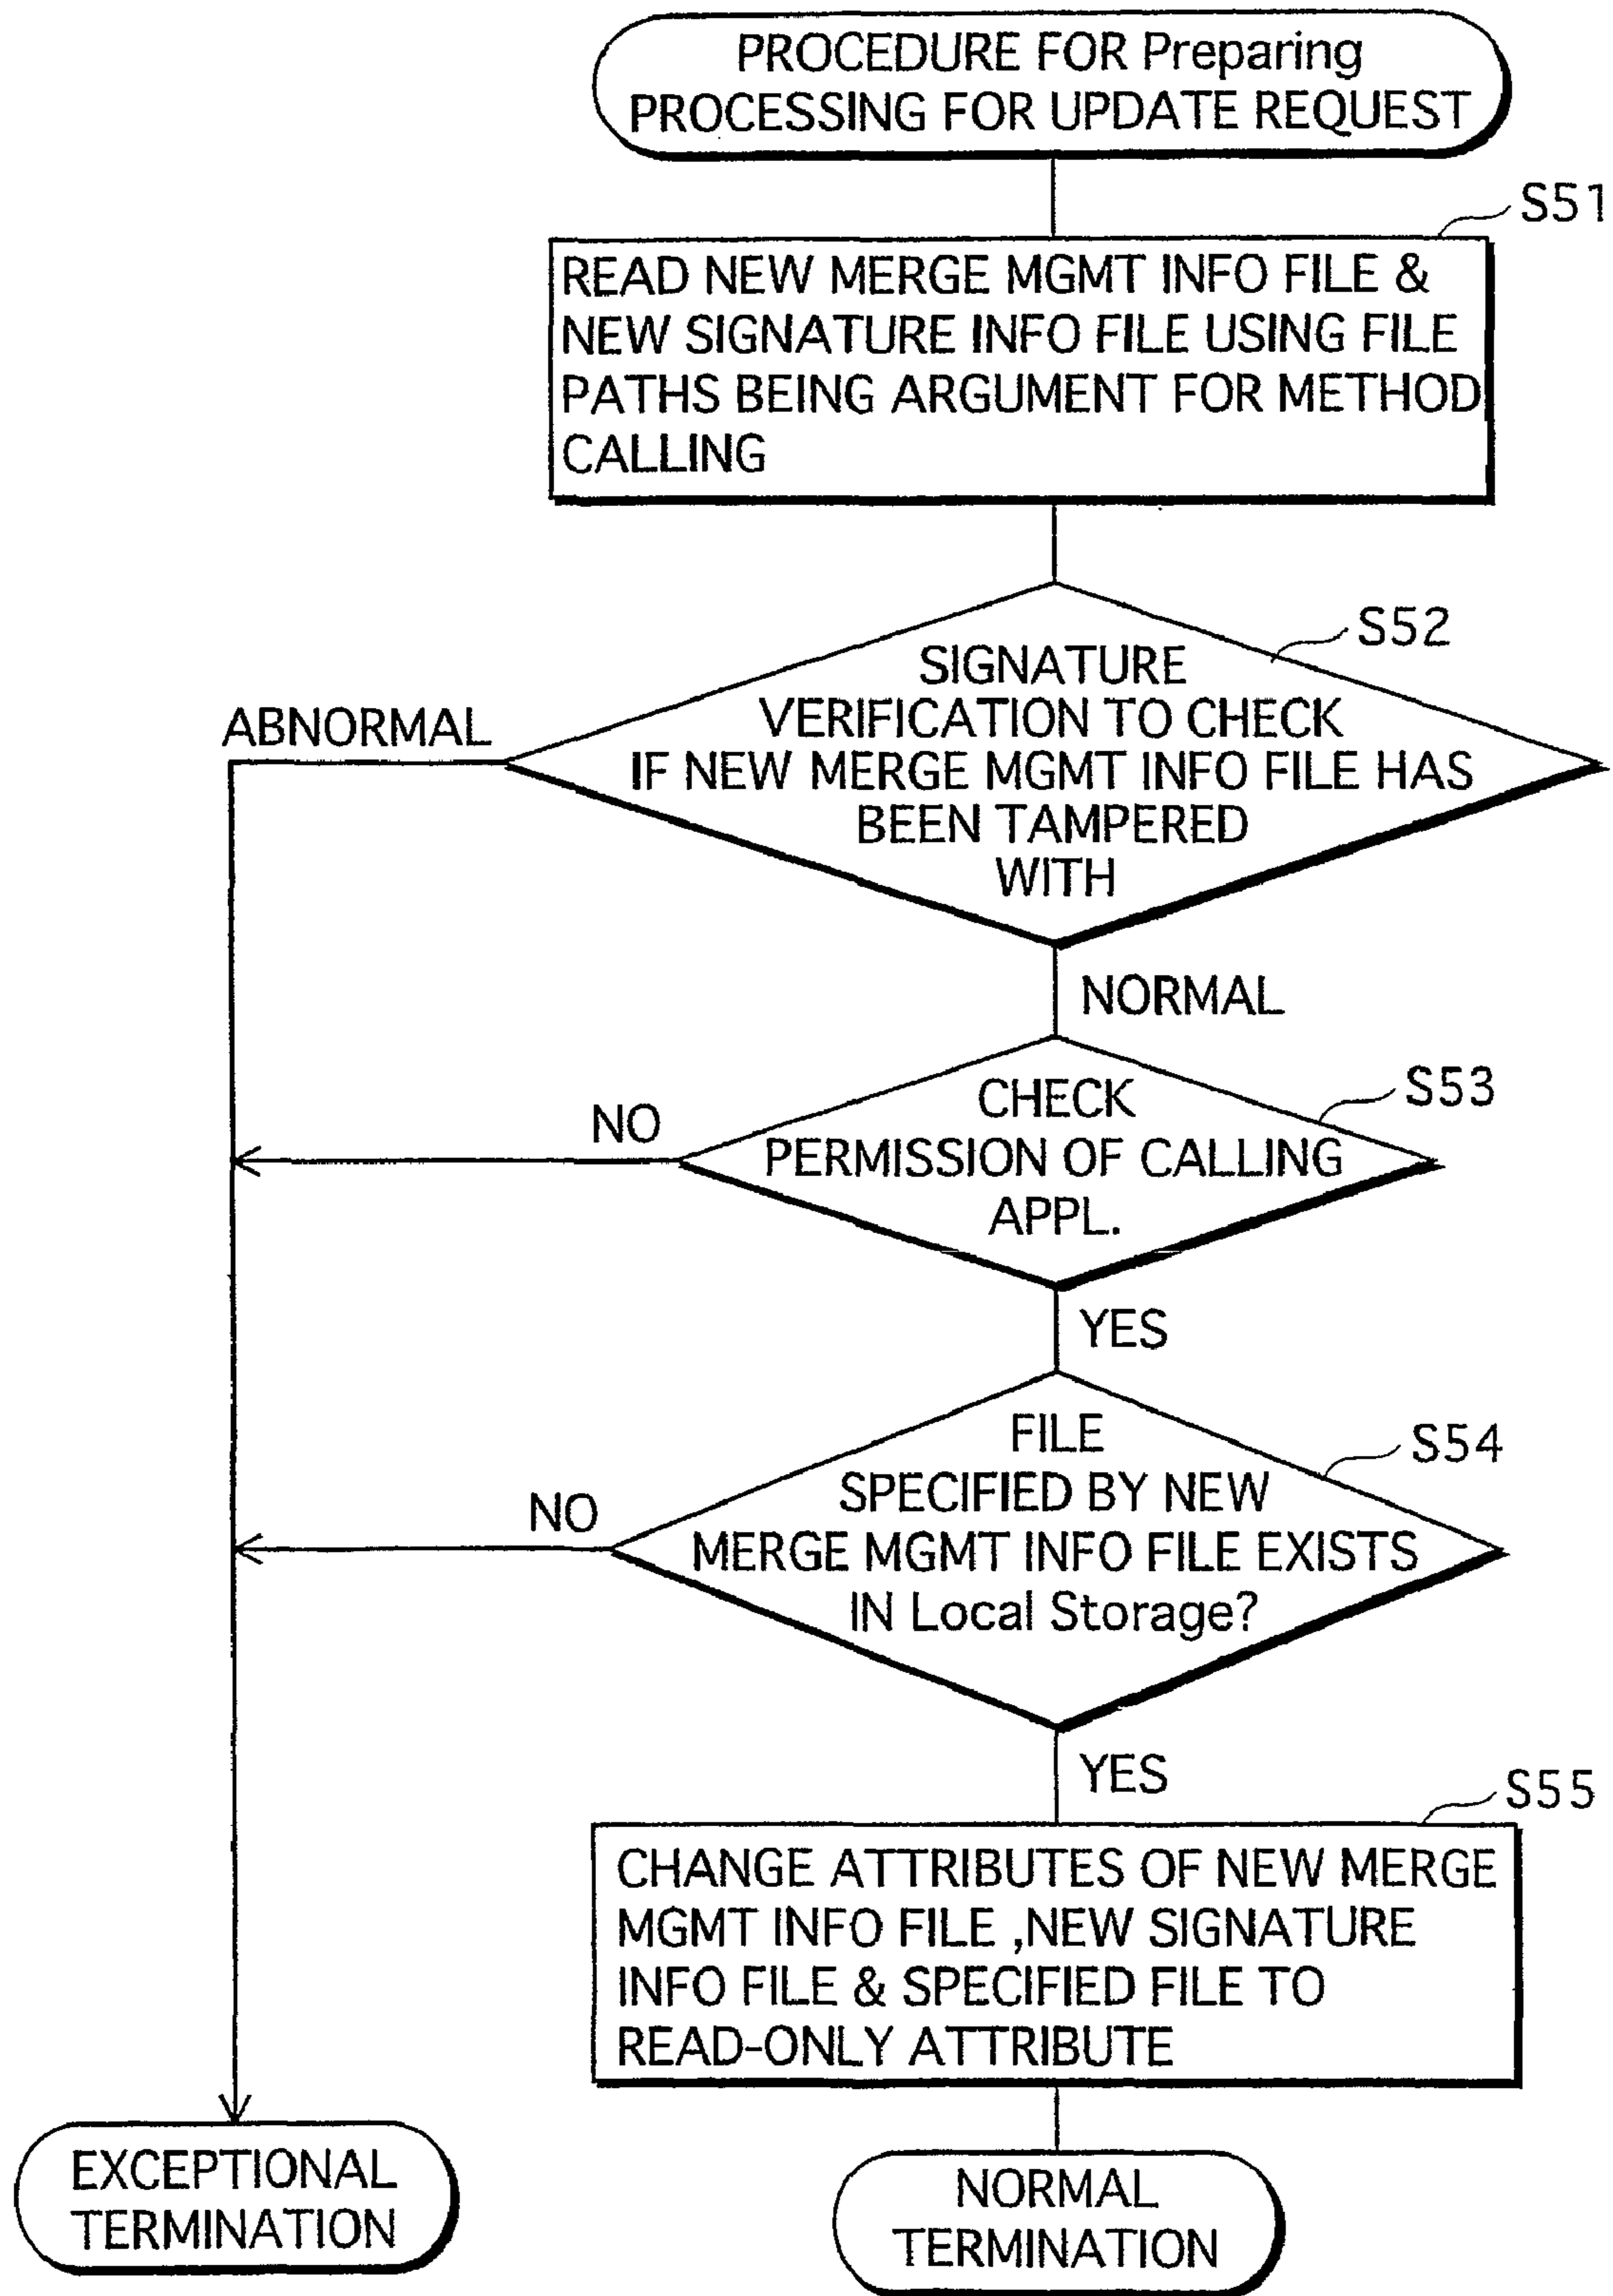 PROCEDURE FOR Preparing
PROCESSING FOR UPDATE REQUEST
S51
READ NEW MERGE MGMT INFO FILE &
NEW SIGNATURE INFO FILE USING FILE
PATHS BEING ARGUMENT FOR METHOD
CALLING
S52
SIGNATURE
VERIFICATION TO CHECK
IF NEW MERGE MGMT INFO FILE HAS
BEEN TAMPERED
WITH
ABNORMAL
NORMAL
S53
CHECK
PERMISSION OF CALLING
APPL.
NO
YES
S54
FILE
SPECIFIED BY NEW
MERGE MGMT INFO FILE EXISTS
IN Local Storage?
NO
YES
S55
CHANGE ATTRIBUTES OF NEW MERGE
MGMT INFO FILE ,NEW SIGNATURE
INFO FILE & SPECIFIED FILE TO
READ-ONLY ATTRIBUTE
EXCEPTIONAL
TERMINATION
NORMAL
TERMINATION